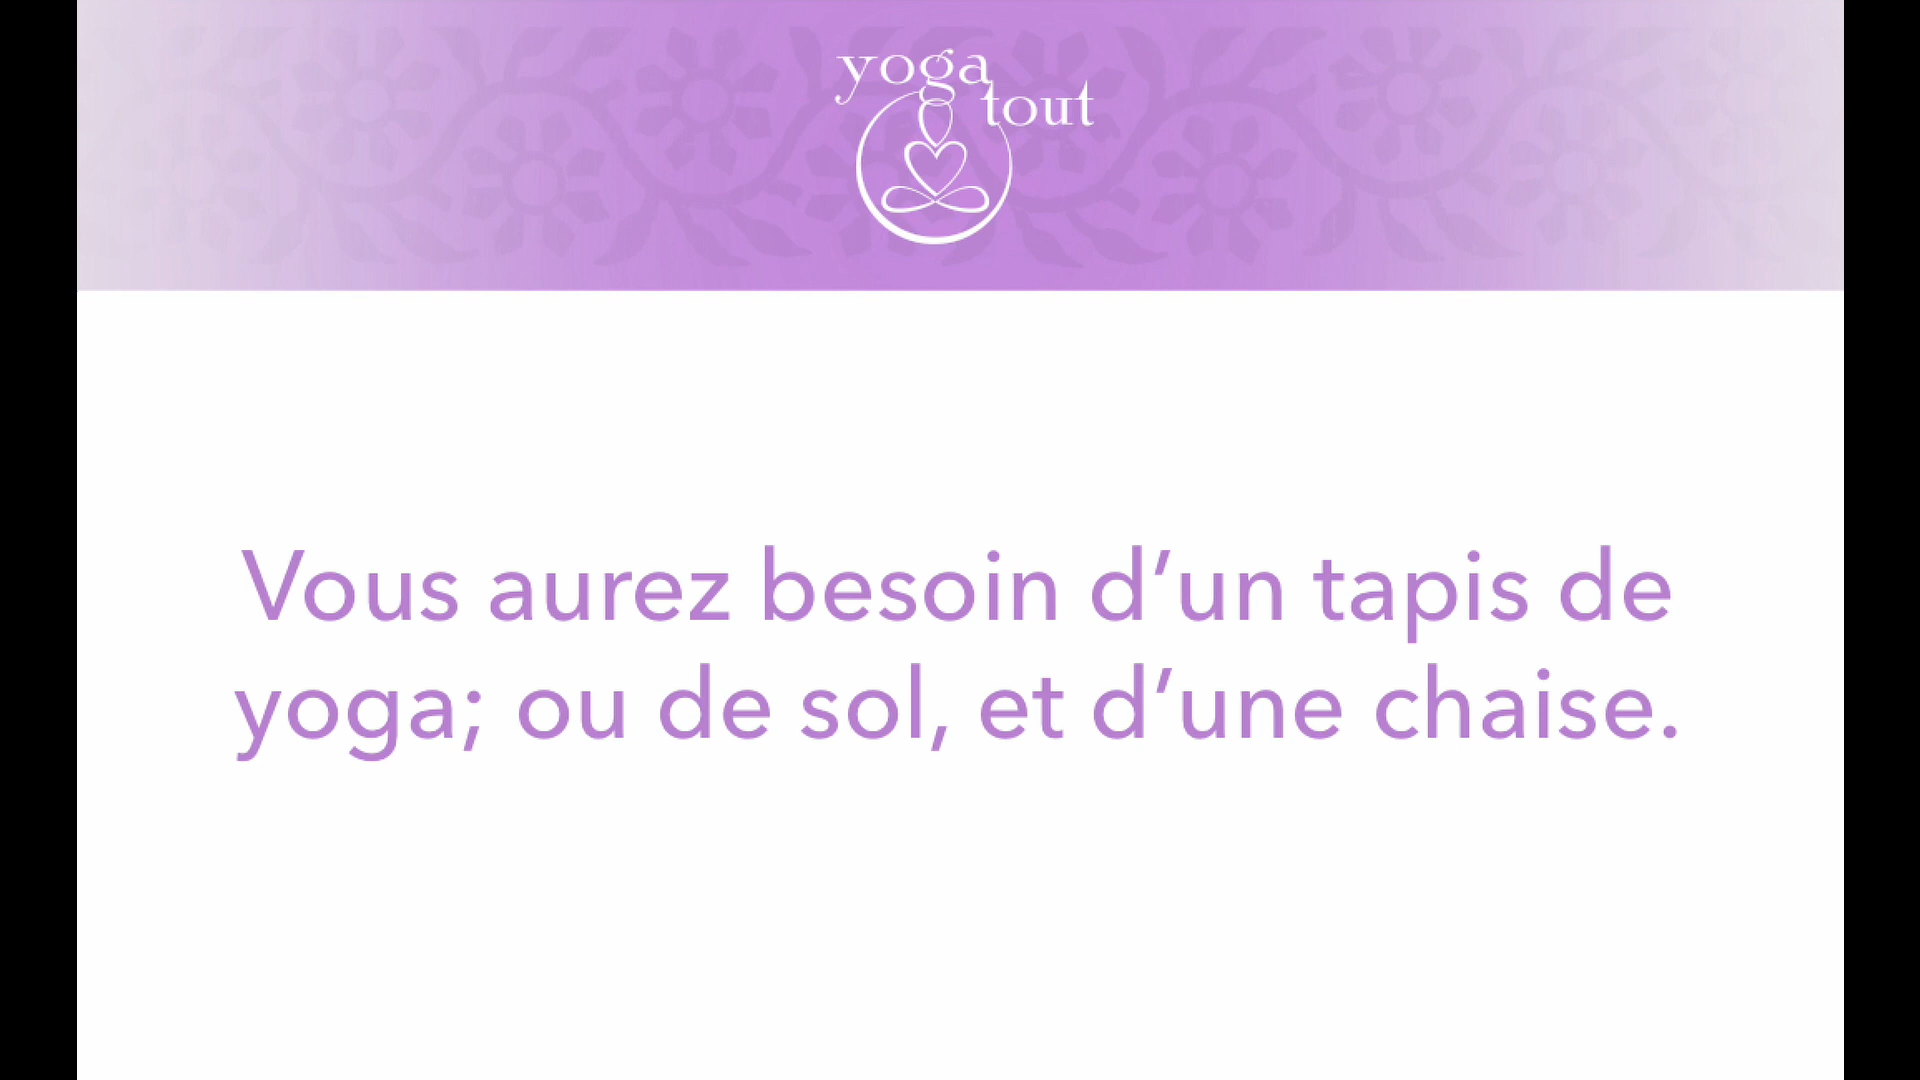 yoga
tout
Vous aurez besoin d’un tapis de
yoga; ou de sol, et d’une chaise.